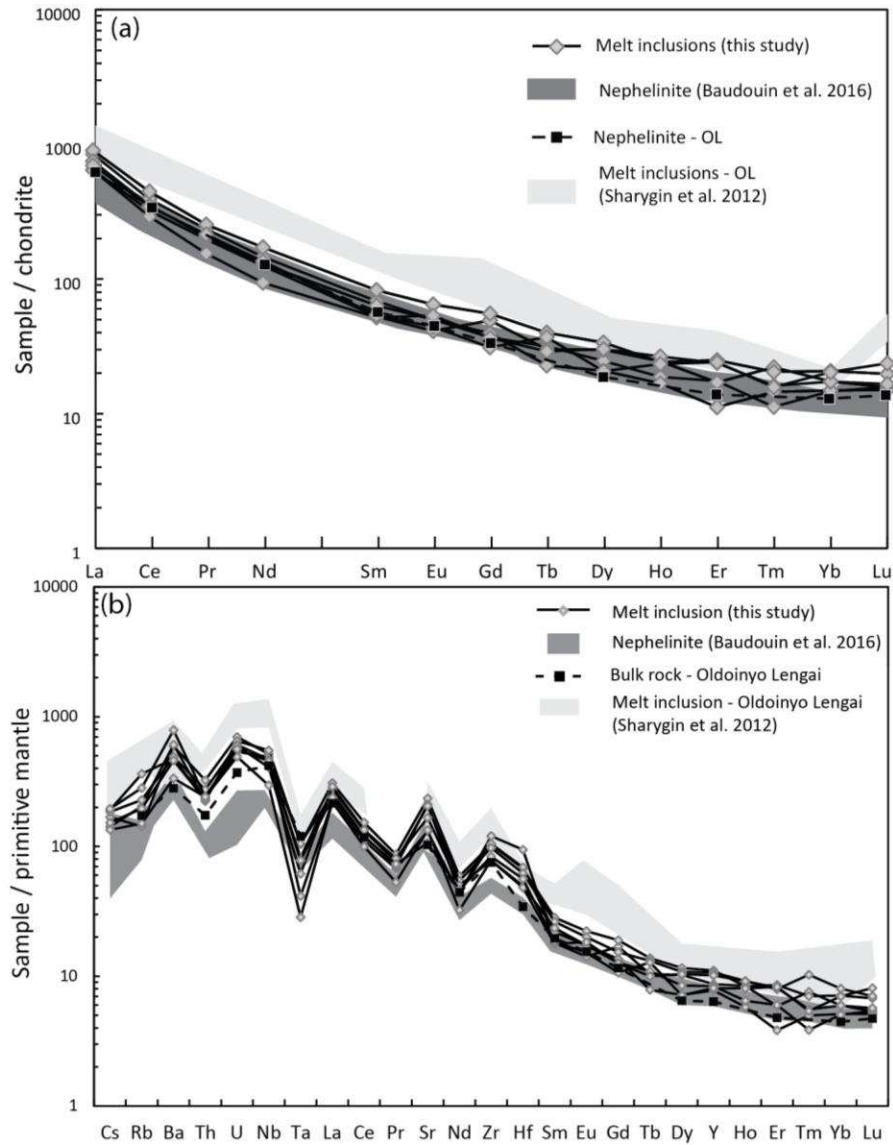 (a)
10000
1000
100
10
1
Sample / chondrite
Melt inclusions (this study)
Nephelinite (Baudouin et al. 2016)
Nephelinite - OL
Melt inclusions - OL
(Sharygin et al. 2012)
La Ce Pr Nd Sm Eu Gd Tb Dy Ho Er Tm Yb Lu
(b)
10000
1000
100
10
1
Sample / primitive mantle
Melt inclusion (this study)
Nephelinite (Baudouin et al. 2016)
Bulk rock - Oldoinyo Lengai
Melt inclusion - Oldoinyo Lengai
(Sharygin et al. 2012)
Cs Rb Ba Th U Nb Ta La Ce Pr Sr Nd Zr Hf Sm Eu Gd Tb Dy Y Ho Er Tm Yb Lu